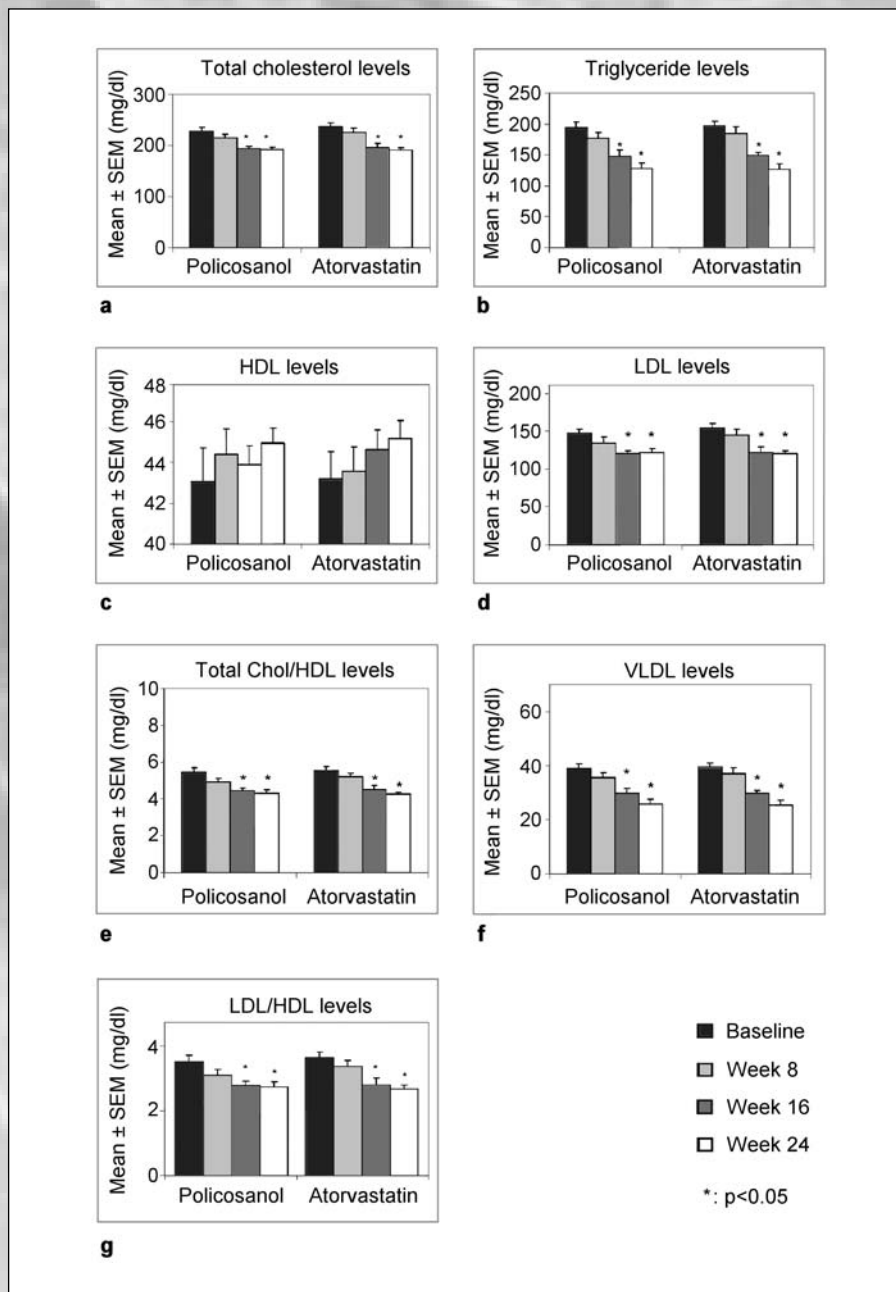 Total cholesterol levels
Mean ± SEM (mg/dl)
300
200
200
0
* * * *
Policosanol Atorvastatin
a
Triglyceride levels
Mean ± SEM (mg/dl)
250
200
150
100
50
0
* * * *
Policosanol Atorvastatin
b
HDL levels
Mean ± SEM (mg/dl)
48
46
44
42
40
Policosanol Atorvastatin
c
LDL levels
Mean ± SEM (mg/dl)
200
150
100
50
0
* * * *
Policosanol Atorvastatin
d
Total Chol/HDL levels
Mean ± SEM (mg/dl)
10
8
6
4
2
0
* * * *
Policosanol Atorvastatin
e
VLDL levels
Mean ± SEM (mg/dl)
60
40
20
0
* * * *
Policosanol Atorvastatin
f
LDL/HDL levels
Mean ± SEM (mg/dl)
4
2
0
* * * *
Policosanol Atorvastatin
g
Baseline
Week 8
Week 16
Week 24
*: p<0.05